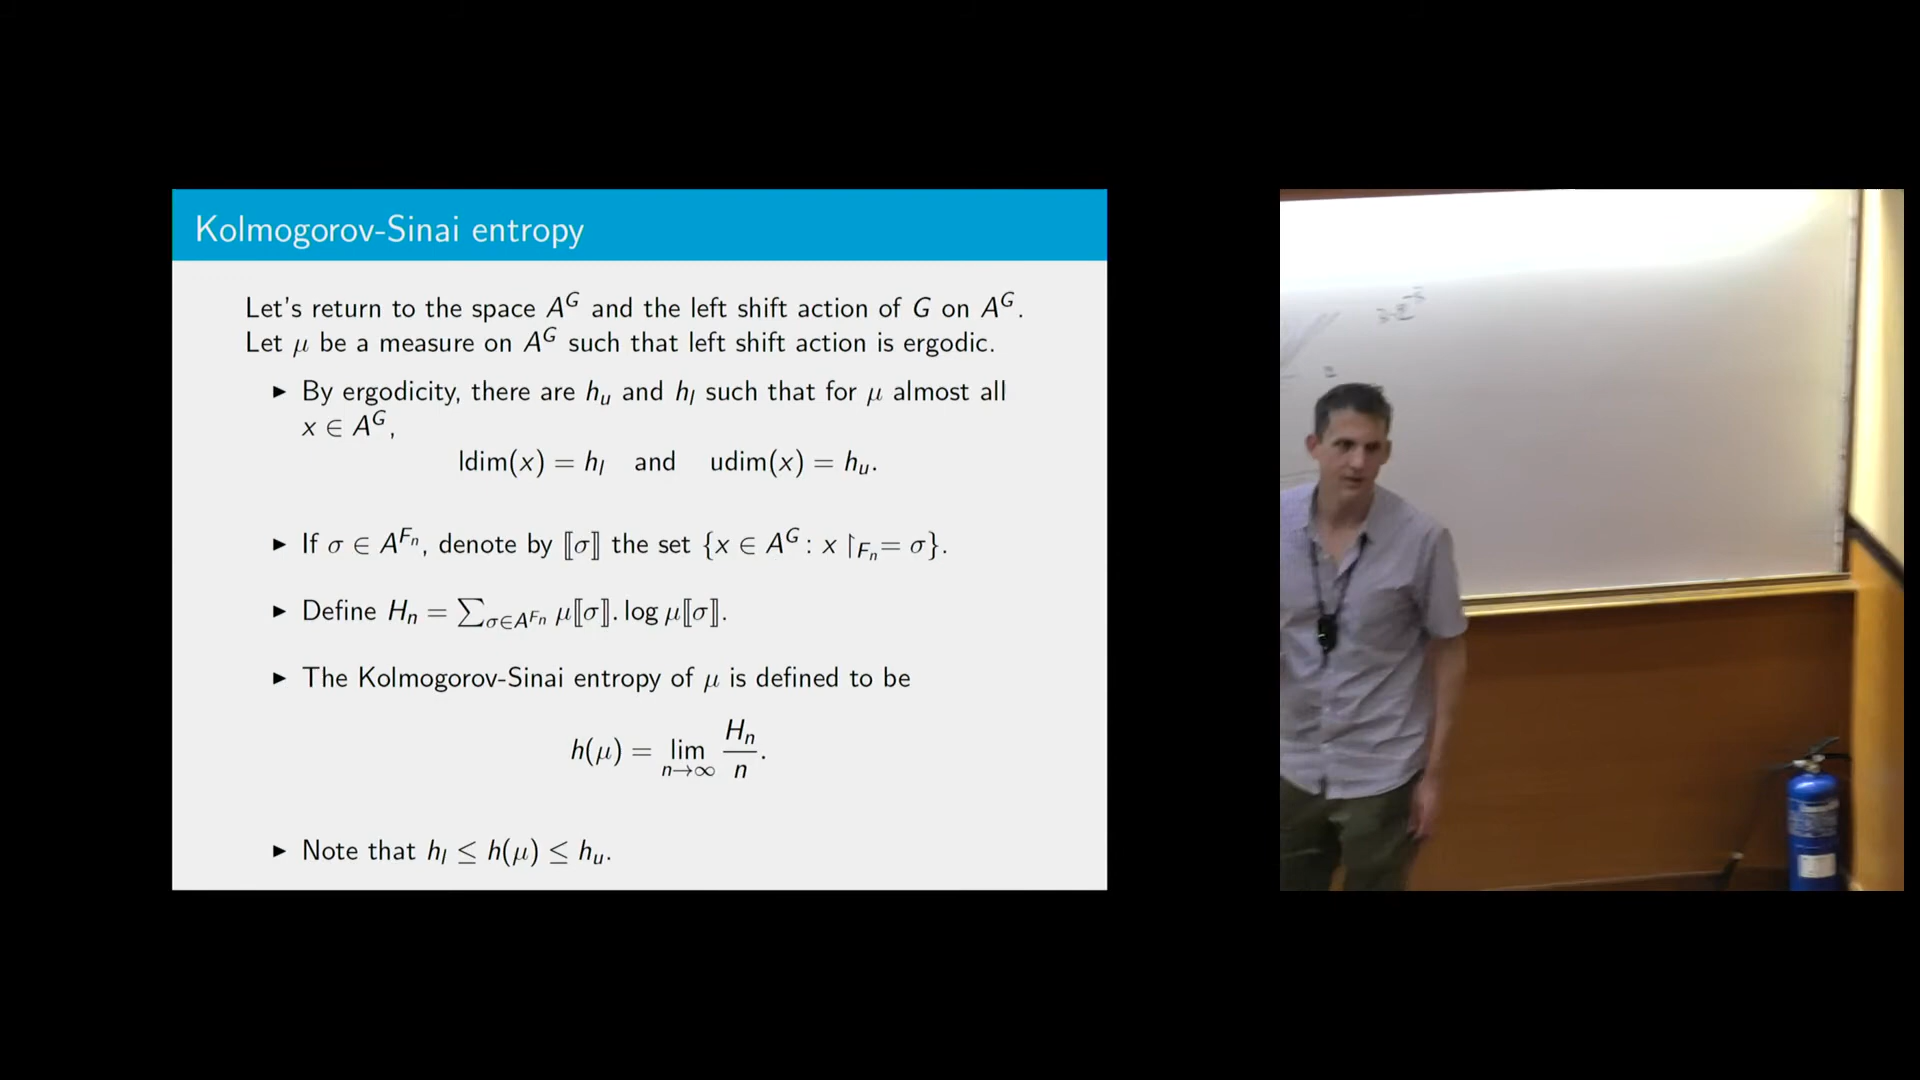 Kolmogorov-Sinai entropy
Let's return to the space A^G and the left shift action of G on A^G.
Let μ be a measure on A^G such that left shift action is ergodic.
▶ By ergodicity, there are h_u and h_l such that for μ almost all
x ∈ A^G,
ldim(x) = h_l and udim(x) = h_u.
▶ If σ ∈ A^{F_n}, denote by ⟦σ⟧ the set {x ∈ A^G : x ↾_{F_n} = σ}.
▶ Define H_n = ∑_{σ∈A^{F_n}} μ⟦σ⟧. log μ⟦σ⟧.
▶ The Kolmogorov-Sinai entropy of μ is defined to be
h(μ) = lim_{n→∞} H_n/n.
▶ Note that h_l ≤ h(μ) ≤ h_u.